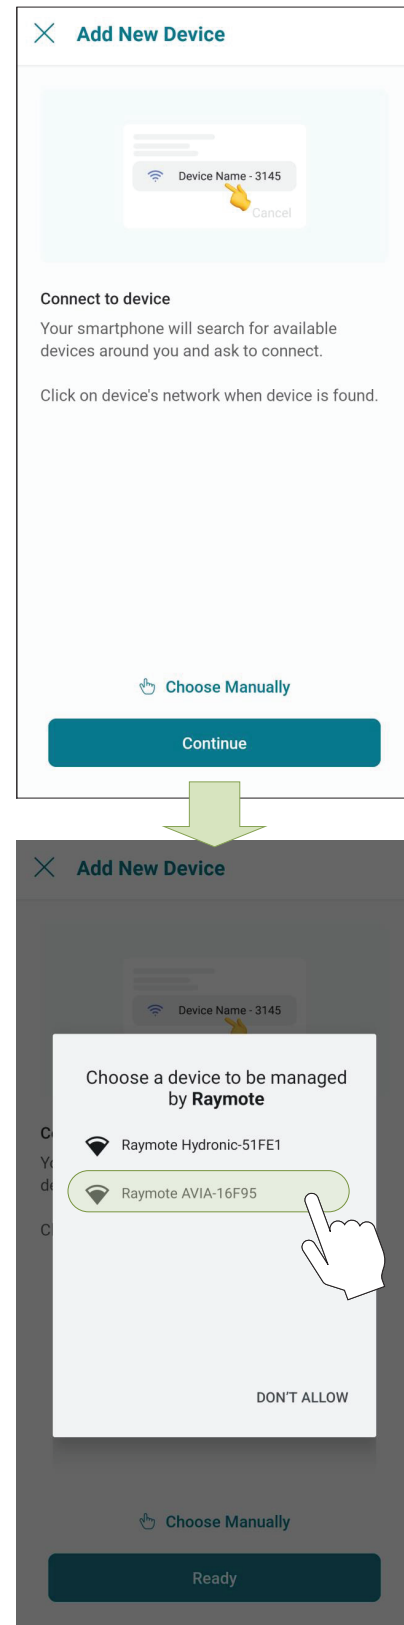 Add New Device
Device Name - 3145
Cancel
Connect to device
Your smartphone will search for available
devices around you and ask to connect.
Click on device's network when device is found.
Choose Manually
Continue
Add New Device
Device Name - 3145
Choose a device to be managed
by Raymote
Raymote Hydronic-51FE1
Raymote AVIA-16F95
DON'T ALLOW
Choose Manually
Ready